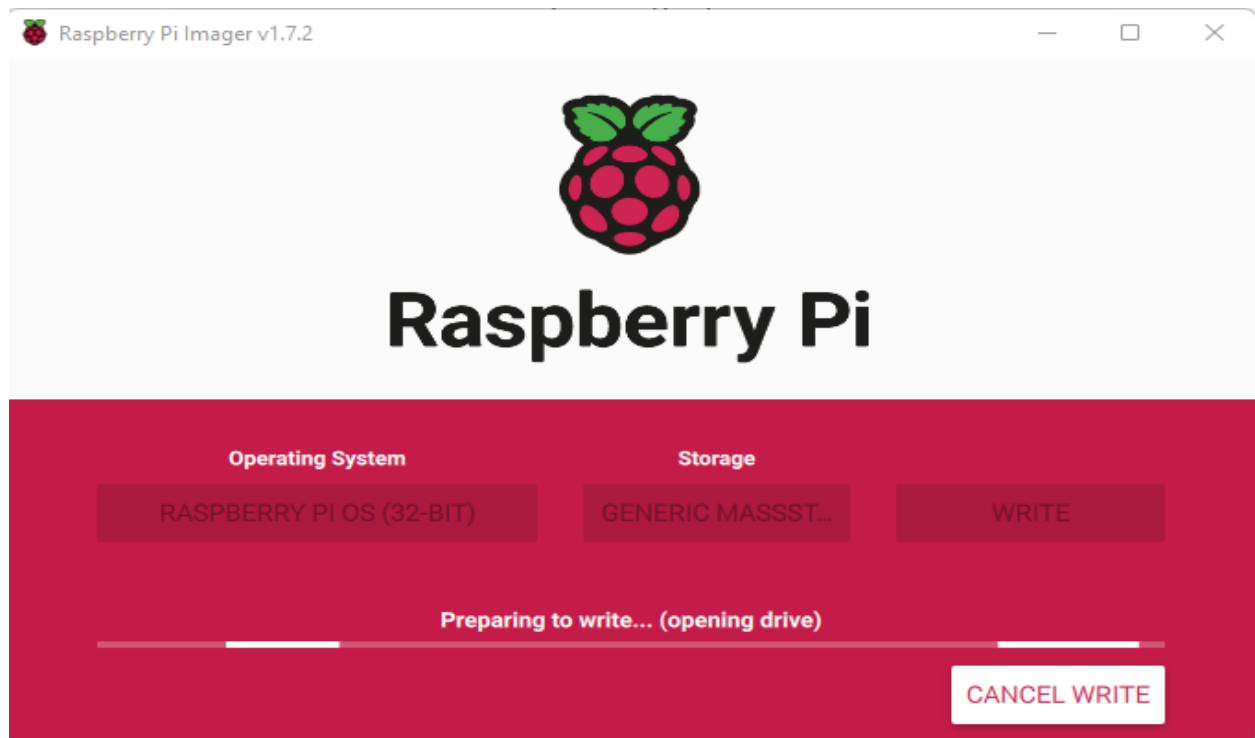 Raspberry Pi Imager v1.7.2
Raspberry Pi
Operating System
Storage
RASPBERRY PI OS (32-BIT)
GENERIC MASSST...
WRITE
Preparing to write... (opening drive)
CANCEL WRITE